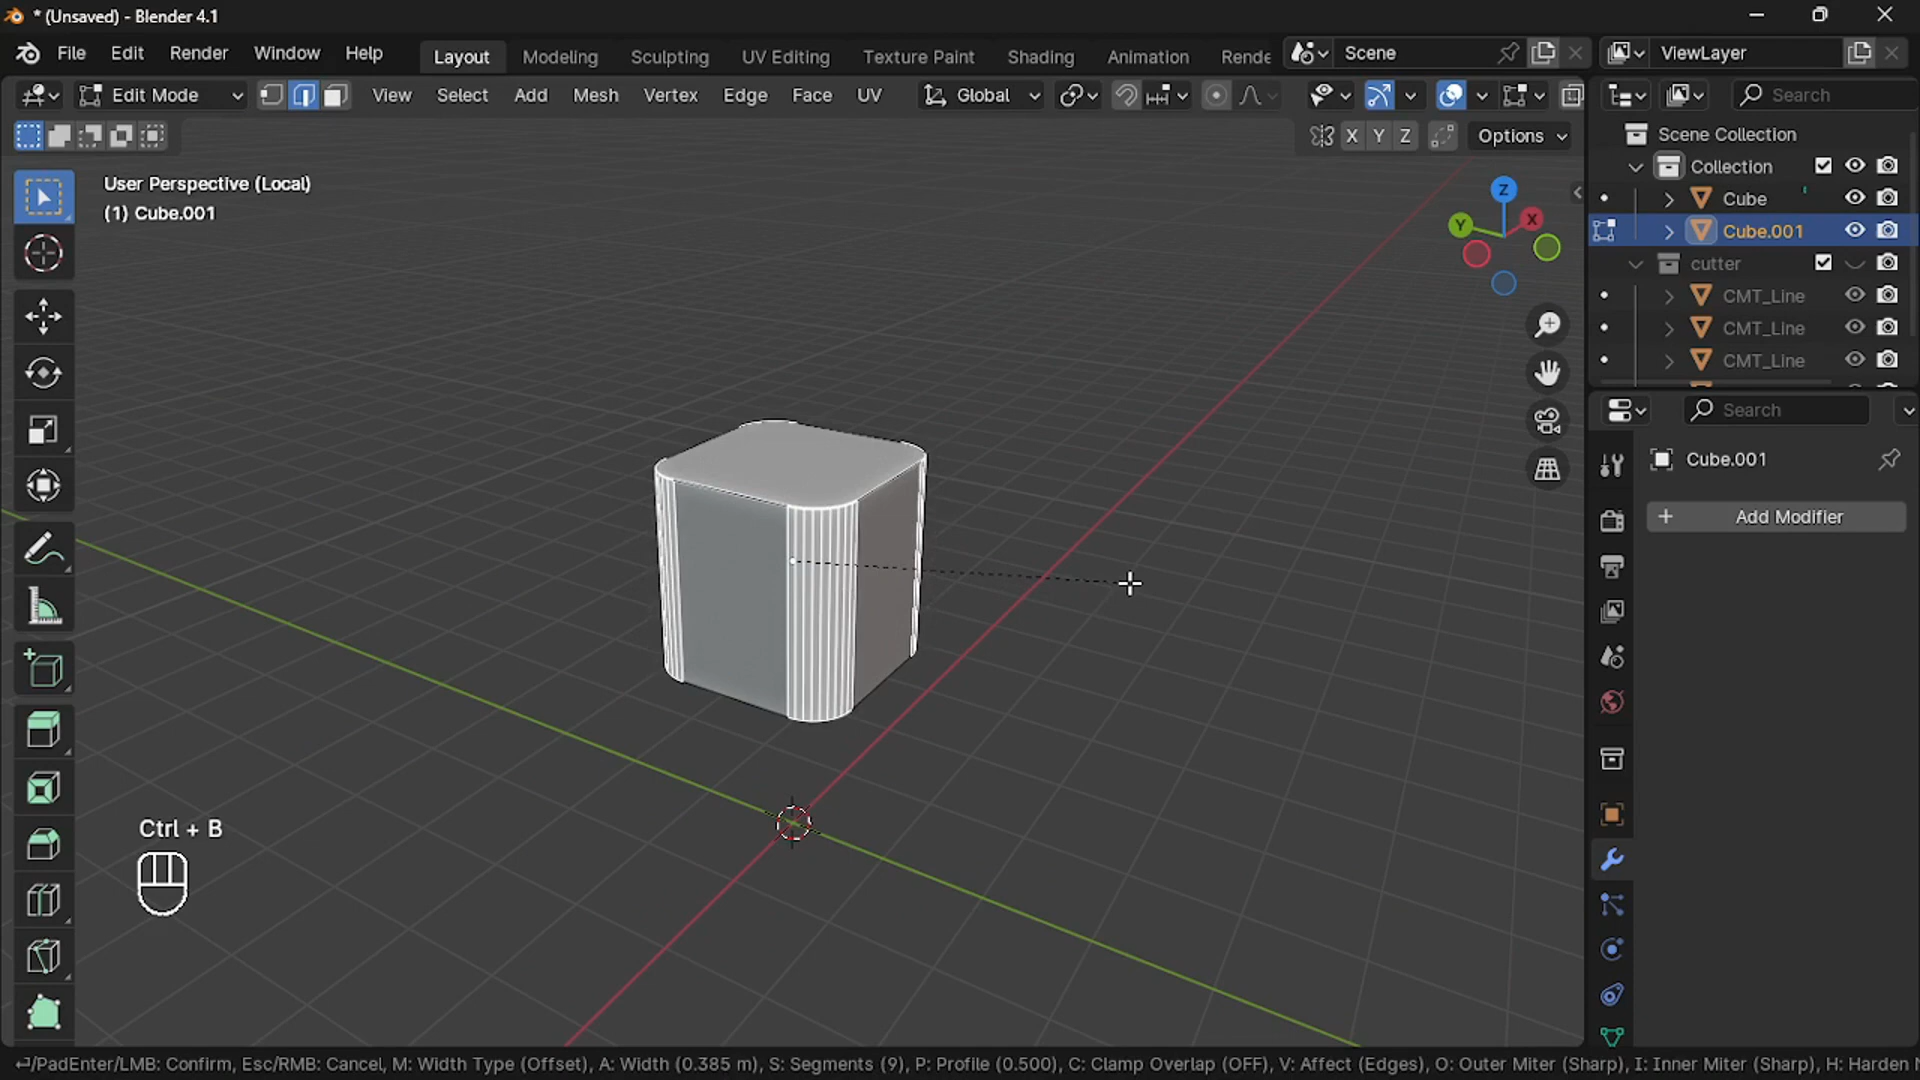 * (Unsaved) - Blender 4.1
File Edit Render Window Help Layout Modeling Sculpting UV Editing Texture Paint Shading Animation Rende Scene ViewLayer
Edit Mode View Select Add Mesh Vertex Edge Face UV Global Search
X Y Z Options
Scene Collection
Collection
Cube
Cube.001
cutter
CMT_Line
CMT_Line
CMT_Line
User Perspective (Local)
(1) Cube.001
Z
Y
X
Search
Cube.001
+ Add Modifier
Ctrl + B
⏎/PadEnter/LMB: Confirm, Esc/RMB: Cancel, M: Width Type (Offset), A: Width (0.385 m), S: Segments (9), P: Profile (0.500), C: Clamp Overlap (OFF), V: Affect (Edges), O: Outer Miter (Sharp), I: Inner Miter (Sharp), H: Harden